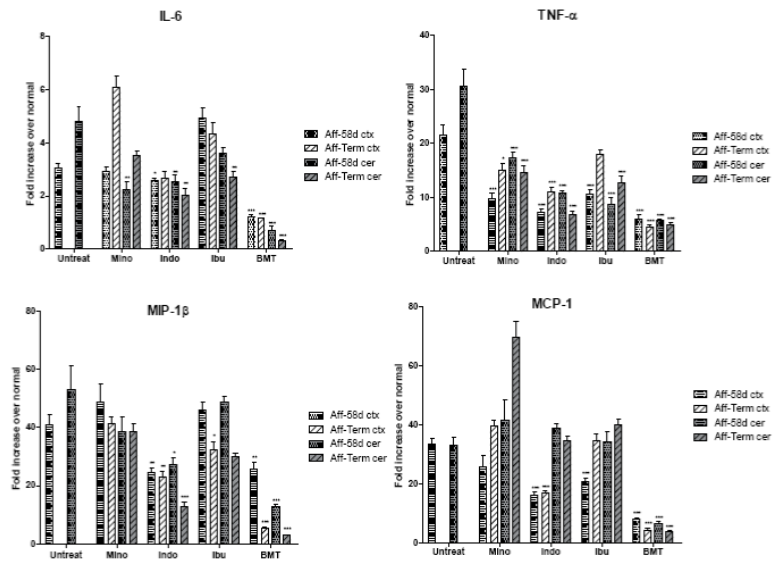 IL-6
Fold increase over normal
8
6
4
2
0
*** *** *** ***
** * ** ** **
Untreat Mino Indo Ibu BMT
Aff-58d ctx
Aff-Term ctx
Aff-58d cer
Aff-Term cer
TNF-α
Fold increase over normal
40
30
20
10
0
*** * *** ***
*** *** *** ***
*** *** ***
*** *** *** ***
Untreat Mino Indo Ibu BMT
Aff-58d ctx
Aff-Term ctx
Aff-58d cer
Aff-Term cer
MIP-1β
Fold increase over normal
80
60
40
20
0
** ** * ***
*
** *** *** ***
Untreat Mino Indo Ibu BMT
Aff-58d ctx
Aff-Term ctx
Aff-58d cer
Aff-Term cer
MCP-1
Fold increase over normal
80
60
40
20
0
*** ***
***
*** *** *** ***
Untreat Mino Indo Ibu BMT
Aff-58d ctx
Aff-Term ctx
Aff-58d cer
Aff-Term cer